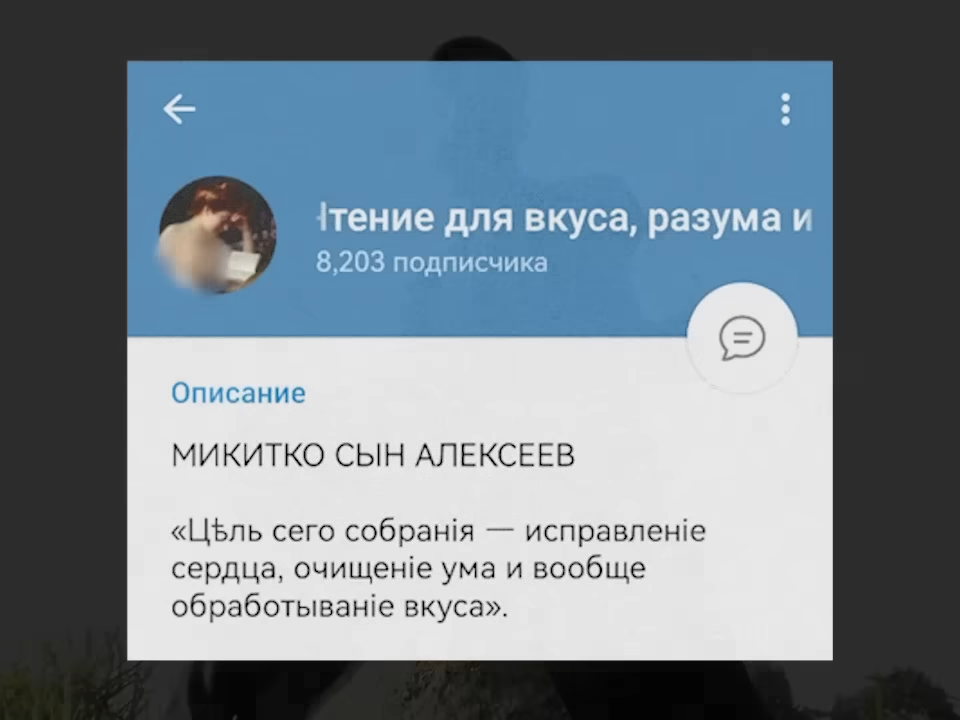 Чтение для вкуса, разума и
8,203 подписчика
Описание
МИКИТКО СЫН АЛЕКСЕЕВ
«Цѣль сего собранія — исправленіе
сердца, очищеніе ума и вообще
обработываніе вкуса».